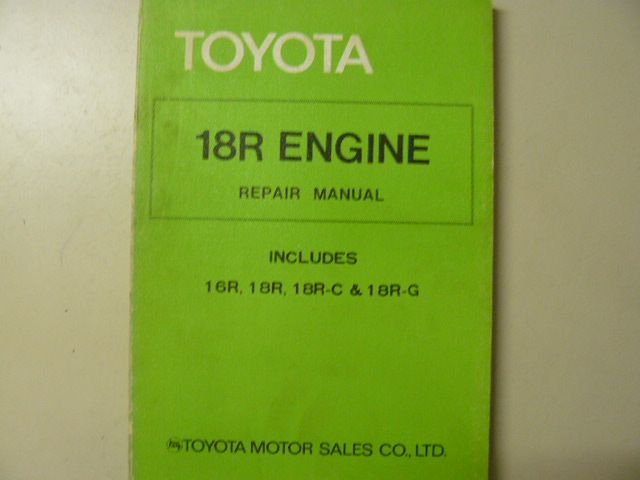 TOYOTA
18R ENGINE
REPAIR MANUAL
INCLUDES
16R, 18R, 18R-C & 18R-G
TOYOTA MOTOR SALES CO., LTD.